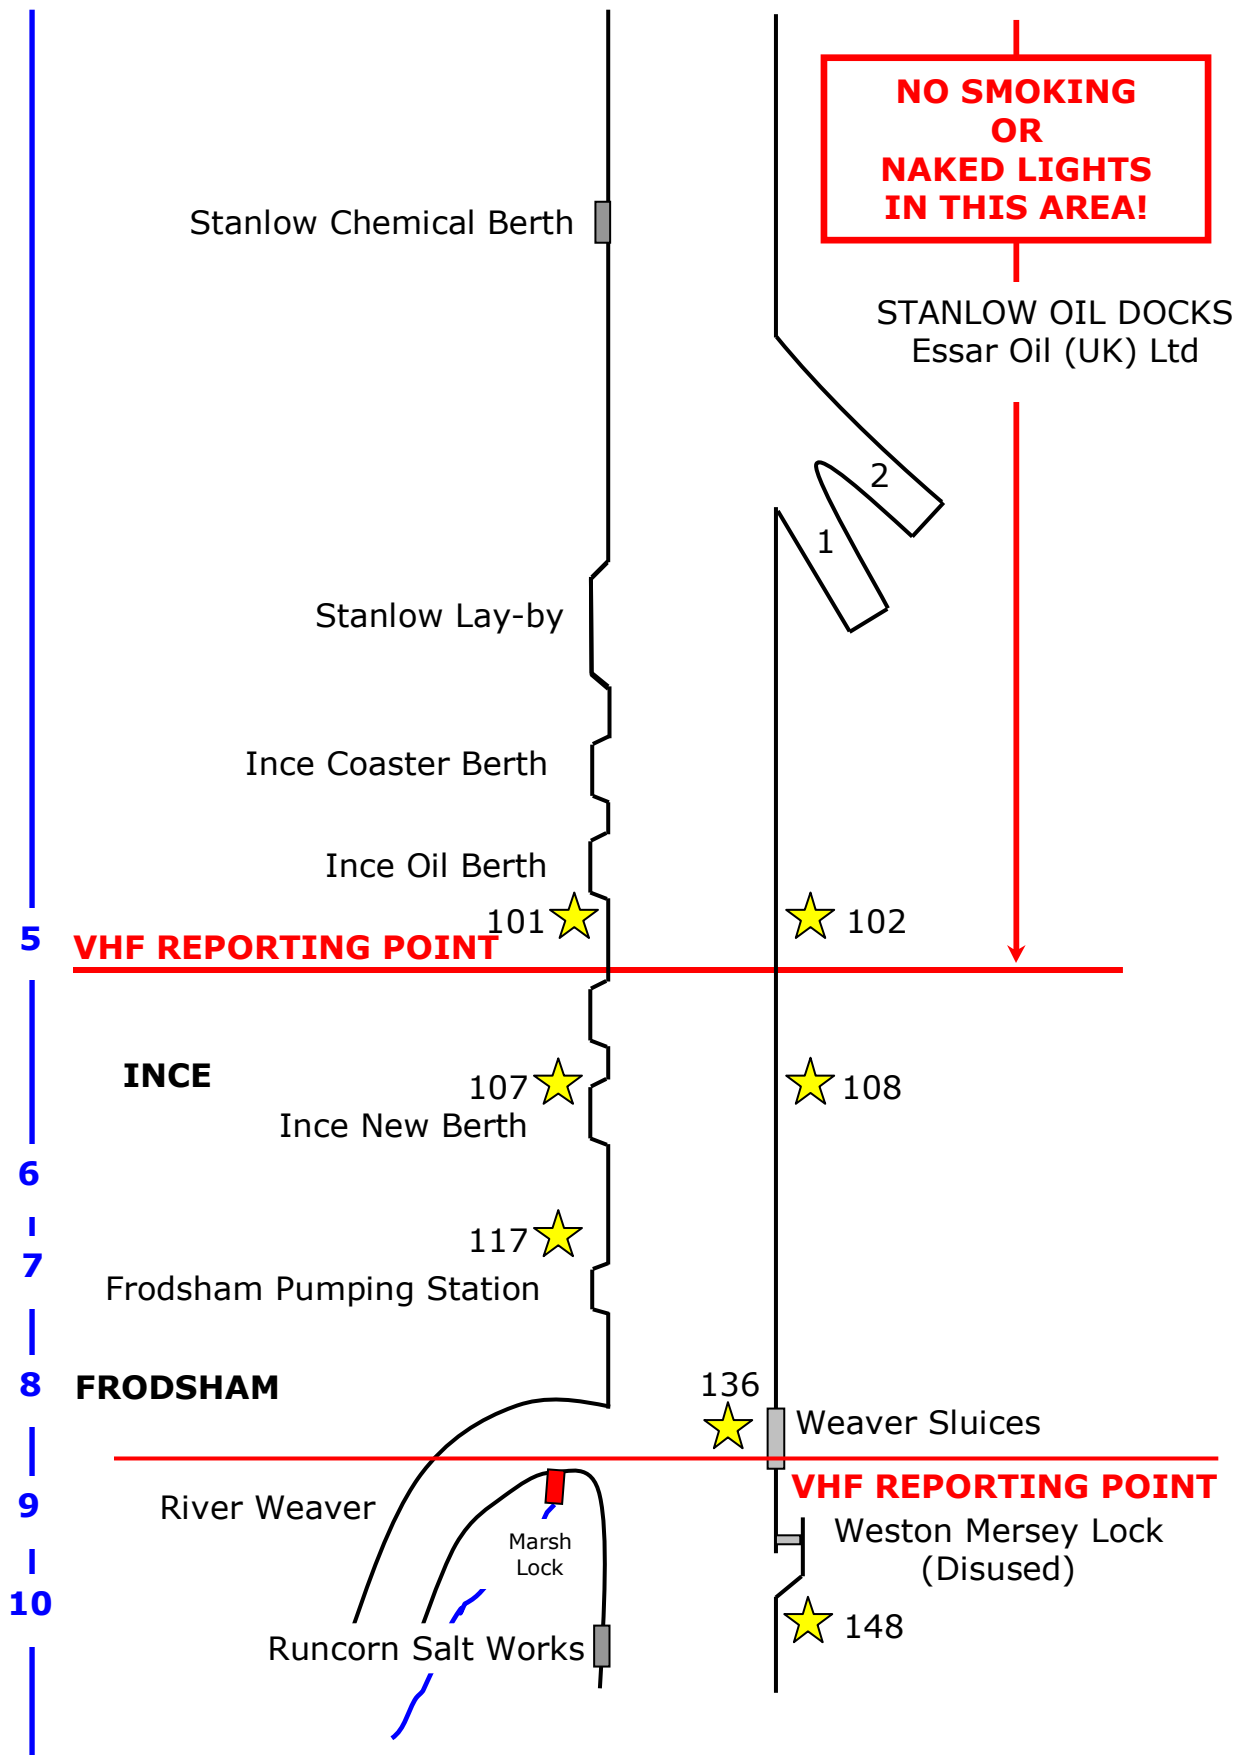 NO SMOKING
OR
NAKED LIGHTS
IN THIS AREA!
Stanlow Chemical Berth
STANLOW OIL DOCKS
Essar Oil (UK) Ltd
2
1
Stanlow Lay-by
Ince Coaster Berth
Ince Oil Berth
101
102
5
VHF REPORTING POINT
INCE
107
108
Ince New Berth
6
117
7
Frodsham Pumping Station
8
FRODSHAM
136
Weaver Sluices
VHF REPORTING POINT
9
River Weaver
Marsh
Lock
Weston Mersey Lock
(Disused)
10
148
Runcorn Salt Works